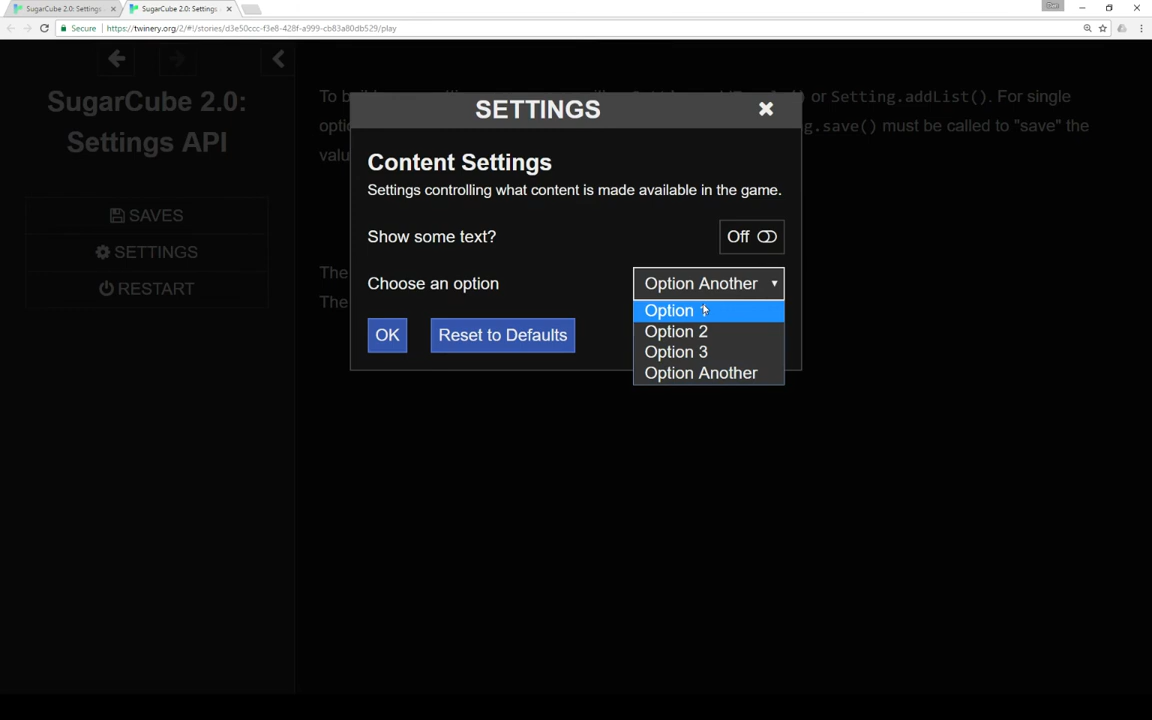 SugarCube 2.0: Settings
SugarCube 2.0: Settings
Secure
https://twinery.org/2/#!/stories/d3e50ccc-f3e8-428f-a999-cb83a80db529/play
SugarCube 2.0:
Settings API
SAVES
SETTINGS
RESTART
or Setting.addList(). For single
g.save() must be called to "save" the
The
The
SETTINGS
Content Settings
Settings controlling what content is made available in the game.
Show some text?
Off
Choose an option
Option Another
Option 1
Option 2
Option 3
Option Another
OK
Reset to Defaults